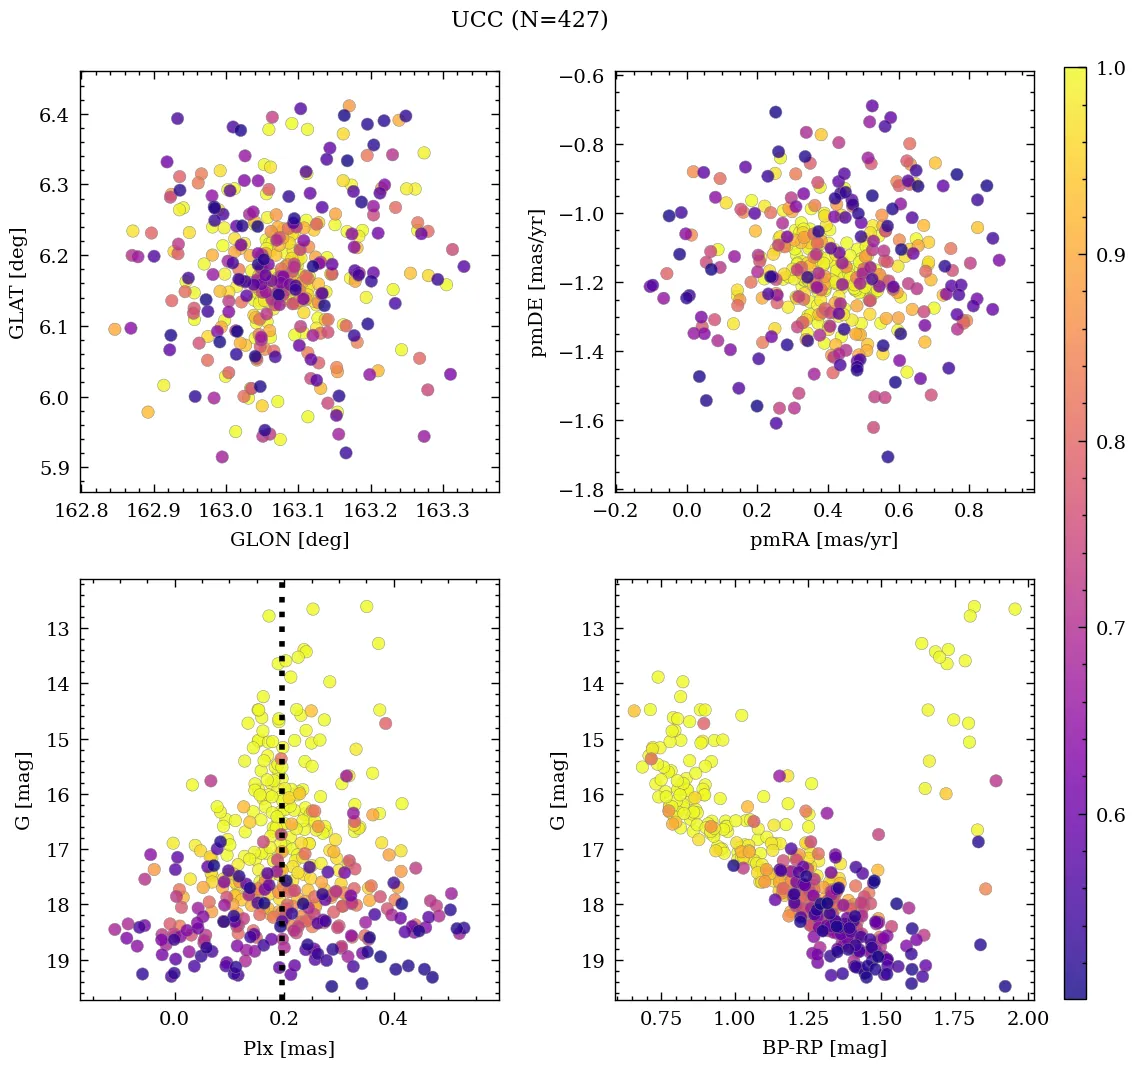 UCC (N=427)
6.4
6.3
6.2
6.1
6.0
5.9
GLAT [deg]
162.8 162.9 163.0 163.1 163.2 163.3
GLON [deg]
−0.6
−0.8
−1.0
−1.2
−1.4
−1.6
−1.8
pmDE [mas/yr]
−0.2 0.0 0.2 0.4 0.6 0.8
pmRA [mas/yr]
1.0
0.9
0.8
0.7
0.6
13
14
15
16
17
18
19
G [mag]
0.0 0.2 0.4
Plx [mas]
13
14
15
16
17
18
19
G [mag]
0.75 1.00 1.25 1.50 1.75 2.00
BP-RP [mag]